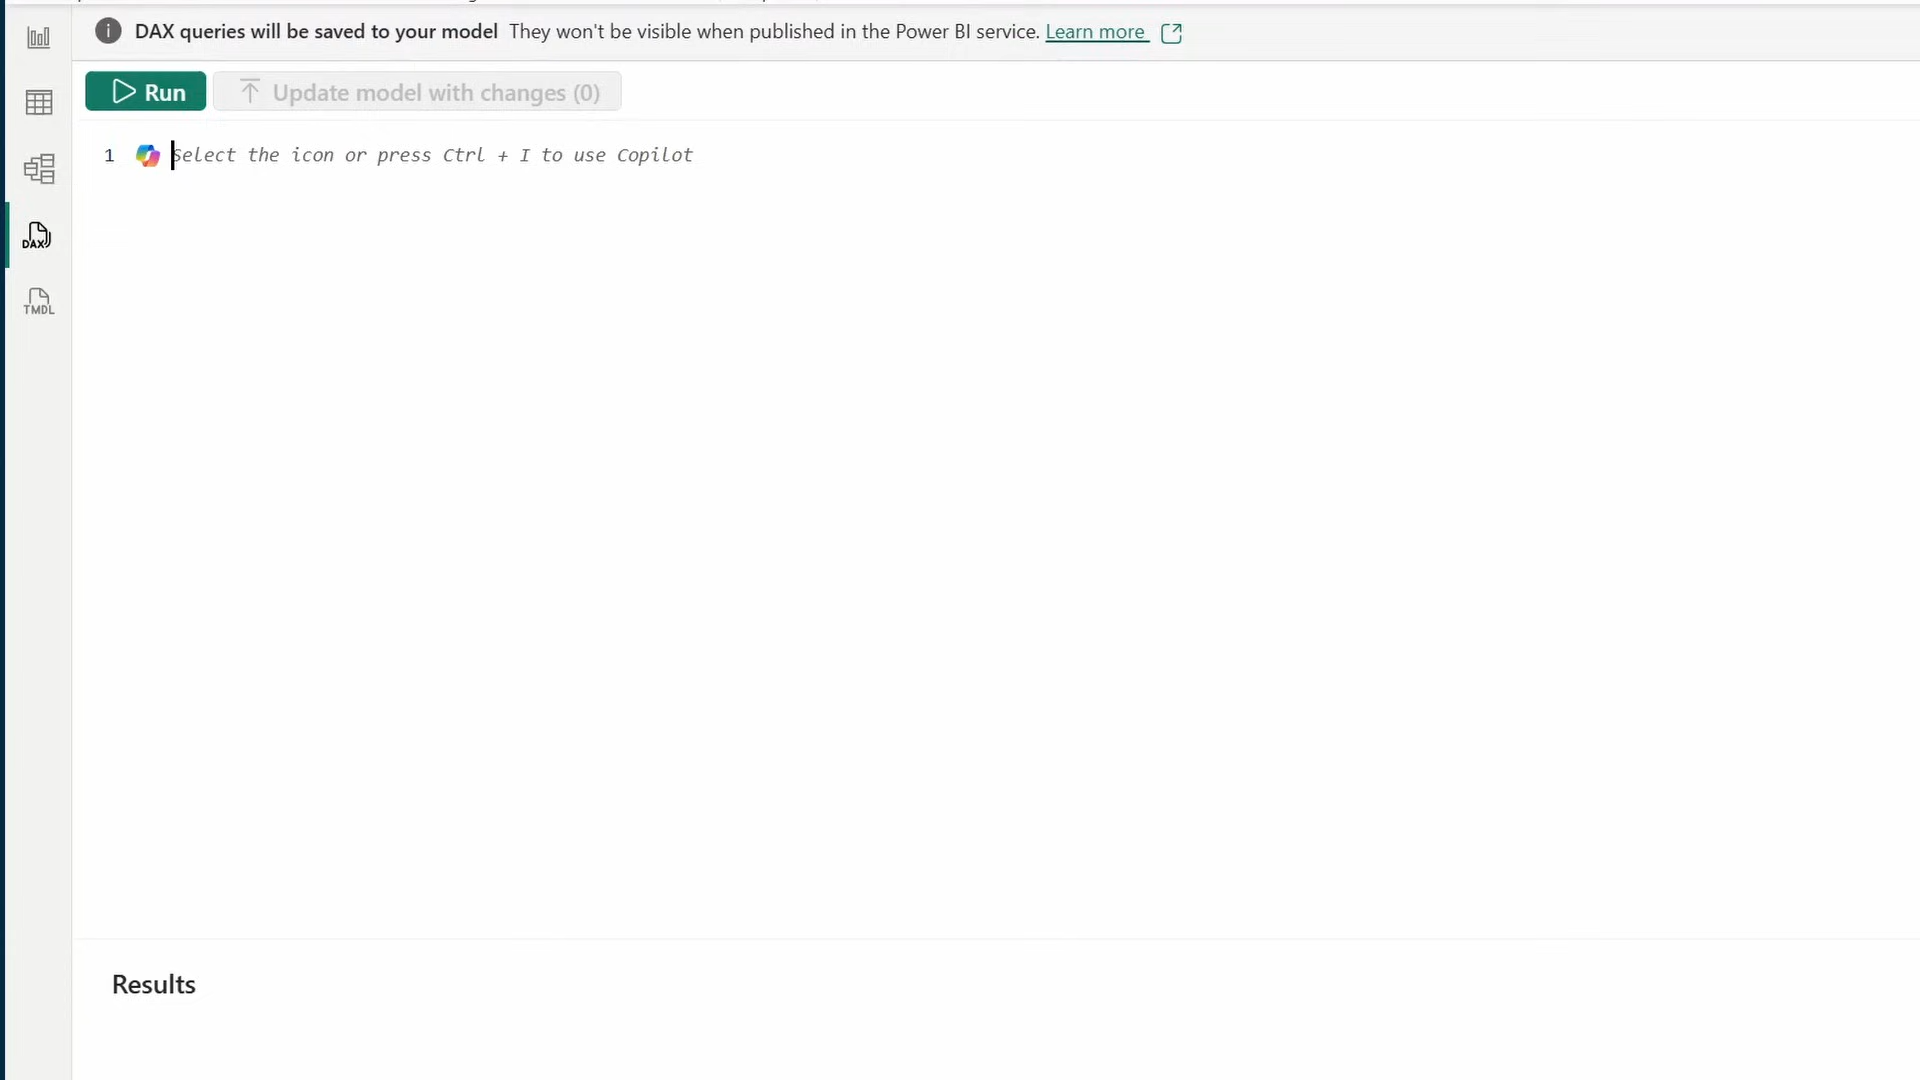 DAX queries will be saved to your model They won't be visible when published in the Power BI service. Learn more
Run Update model with changes (0)
1 Select the icon or press Ctrl + I to use Copilot
DAX
TMDL
Results